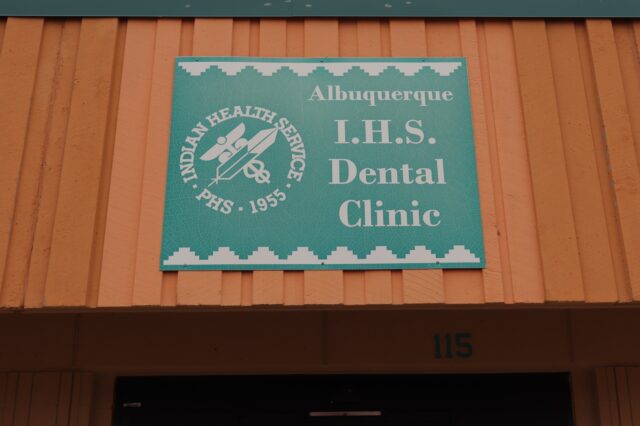 Albuquerque
I.H.S.
Dental
Clinic
INDIAN HEALTH SERVICE
· PHS · 1955 ·
115